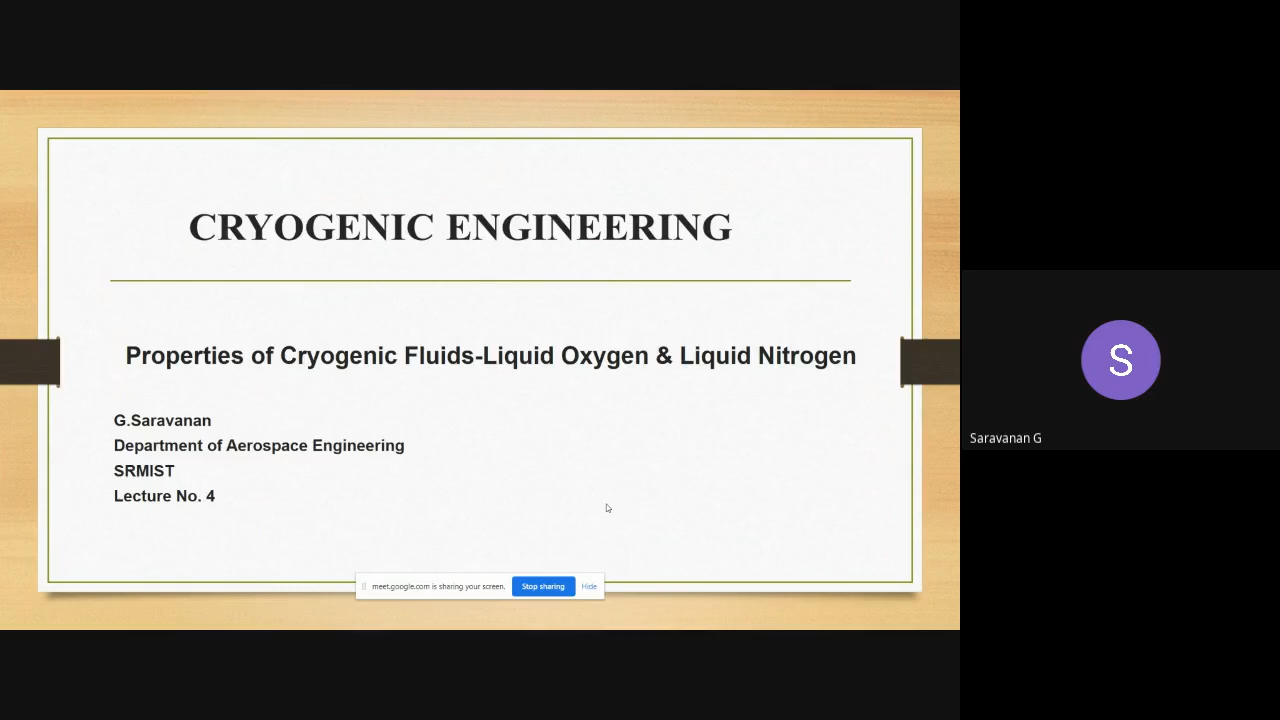 CRYOGENIC ENGINEERING
Properties of Cryogenic Fluids-Liquid Oxygen & Liquid Nitrogen
G.Saravanan
Department of Aerospace Engineering
SRMIST
Lecture No. 4
meet.google.com is sharing your screen. Stop sharing Hide
S
Saravanan G